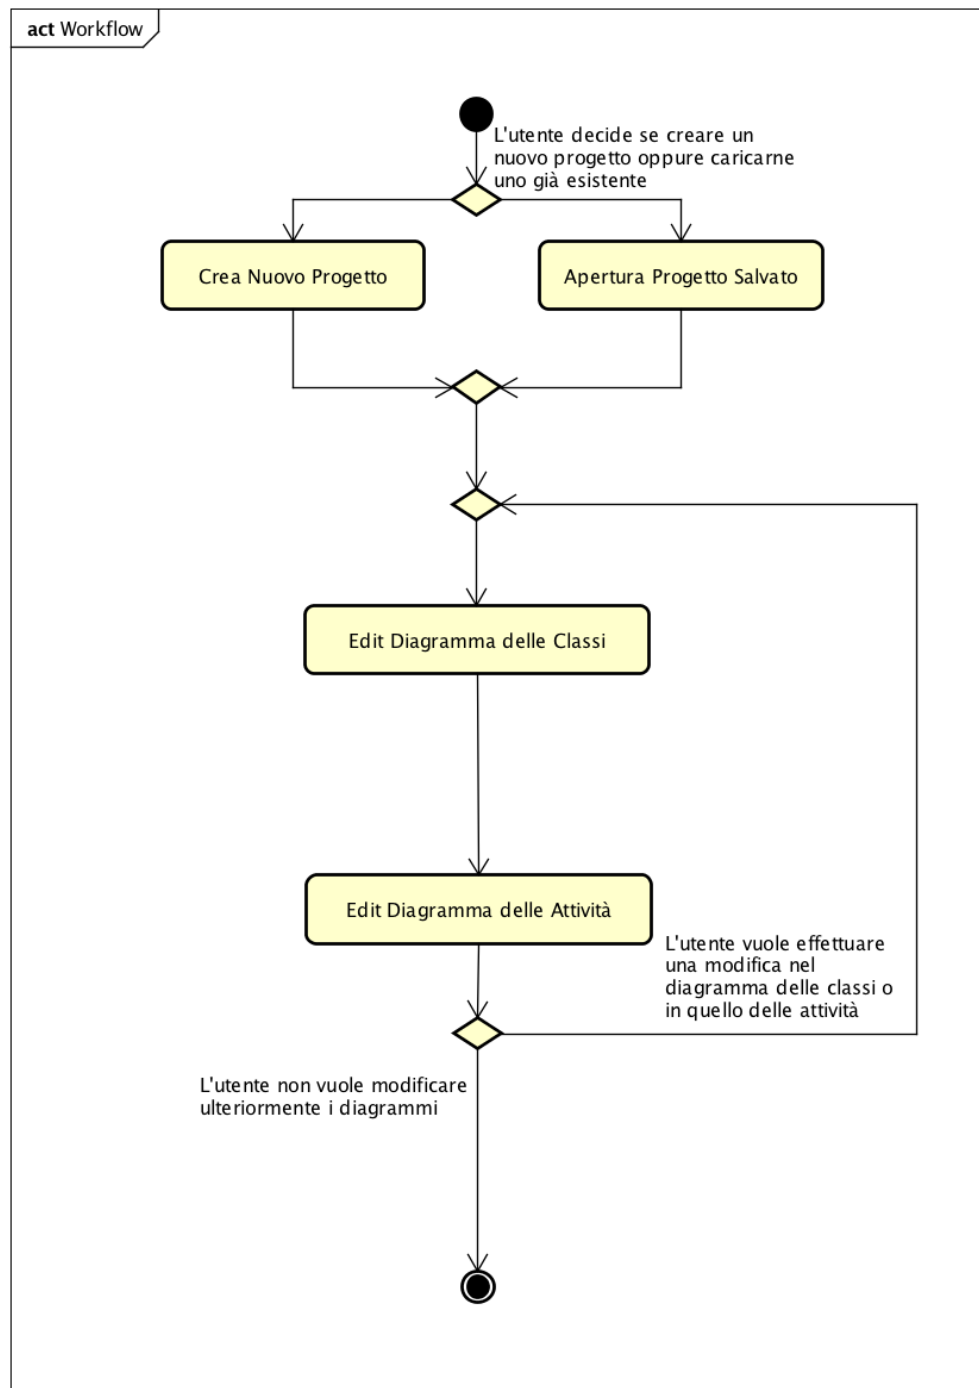 act Workflow
L'utente decide se creare un
nuovo progetto oppure caricarne
uno già esistente
Crea Nuovo Progetto
Apertura Progetto Salvato
Edit Diagramma delle Classi
Edit Diagramma delle Attività
L'utente vuole effettuare
una modifica nel
diagramma delle classi o
in quello delle attività
L'utente non vuole modificare
ulteriormente i diagrammi